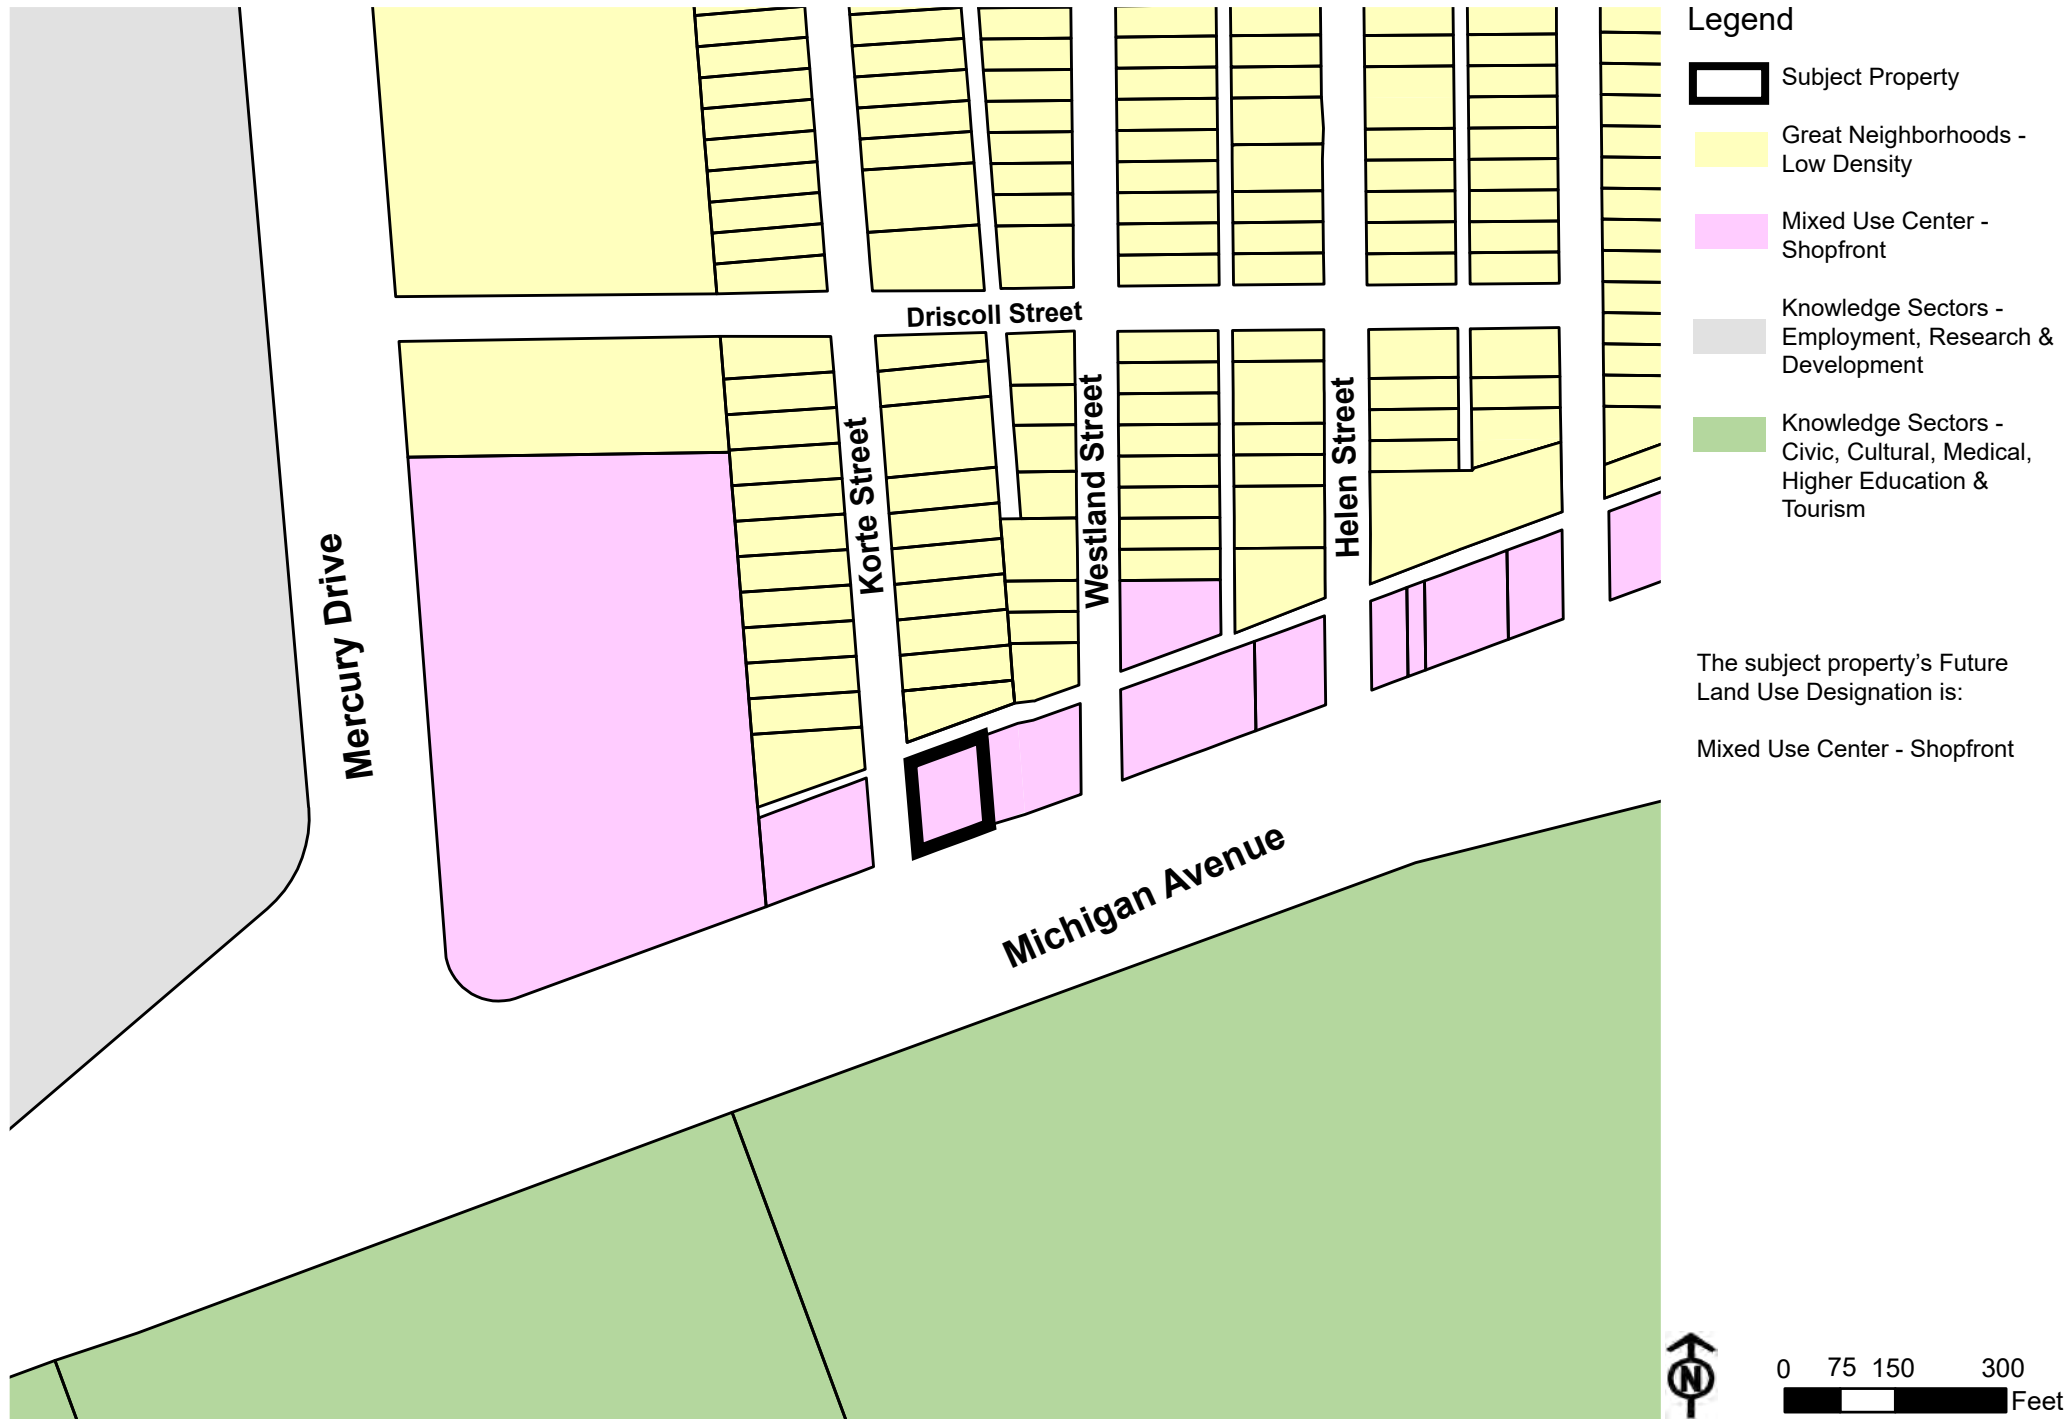 Legend
Subject Property
Great Neighborhoods -
Low Density
Mixed Use Center -
Shopfront
Knowledge Sectors -
Employment, Research &
Development
Knowledge Sectors -
Civic, Cultural, Medical,
Higher Education &
Tourism
The subject property’s Future
Land Use Designation is:
Mixed Use Center - Shopfront
Driscoll Street
Mercury Drive
Korte Street
Westland Street
Helen Street
Michigan Avenue
N
0 75 150 300
Feet